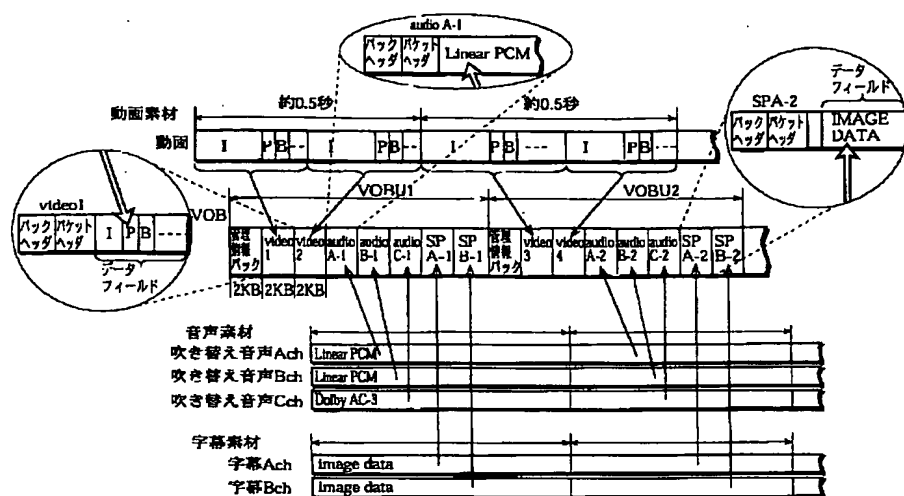 audio A-1
パック
ヘッダ
パケット
ヘッダ
Linear PCM
約0.5秒
約0.5秒
動画素材
動画
I
P
B
---
I
P
B
---
I
P
B
---
I
P
B
---
SPA-2
データ
フィールド
パック
ヘッダ
パケット
ヘッダ
IMAGE
DATA
video1
パック
ヘッダ
パケット
ヘッダ
I
P
B
----
データ
フィールド
VOB
VOBU1
VOBU2
管理
情報
パック
video
1
video
2
audio
A-1
audio
B-1
audio
C-1
SP
A-1
SP
B-1
管理
情報
パック
video
3
video
4
audio
A-2
audio
B-2
audio
C-2
SP
A-2
SP
B-2
2KB
2KB
2KB
音声素材
吹き替え音声Ach
Linear PCM
吹き替え音声Bch
Linear PCM
吹き替え音声Cch
Dolby AC-3
字幕素材
字幕Ach
image data
字幕Bch
image data